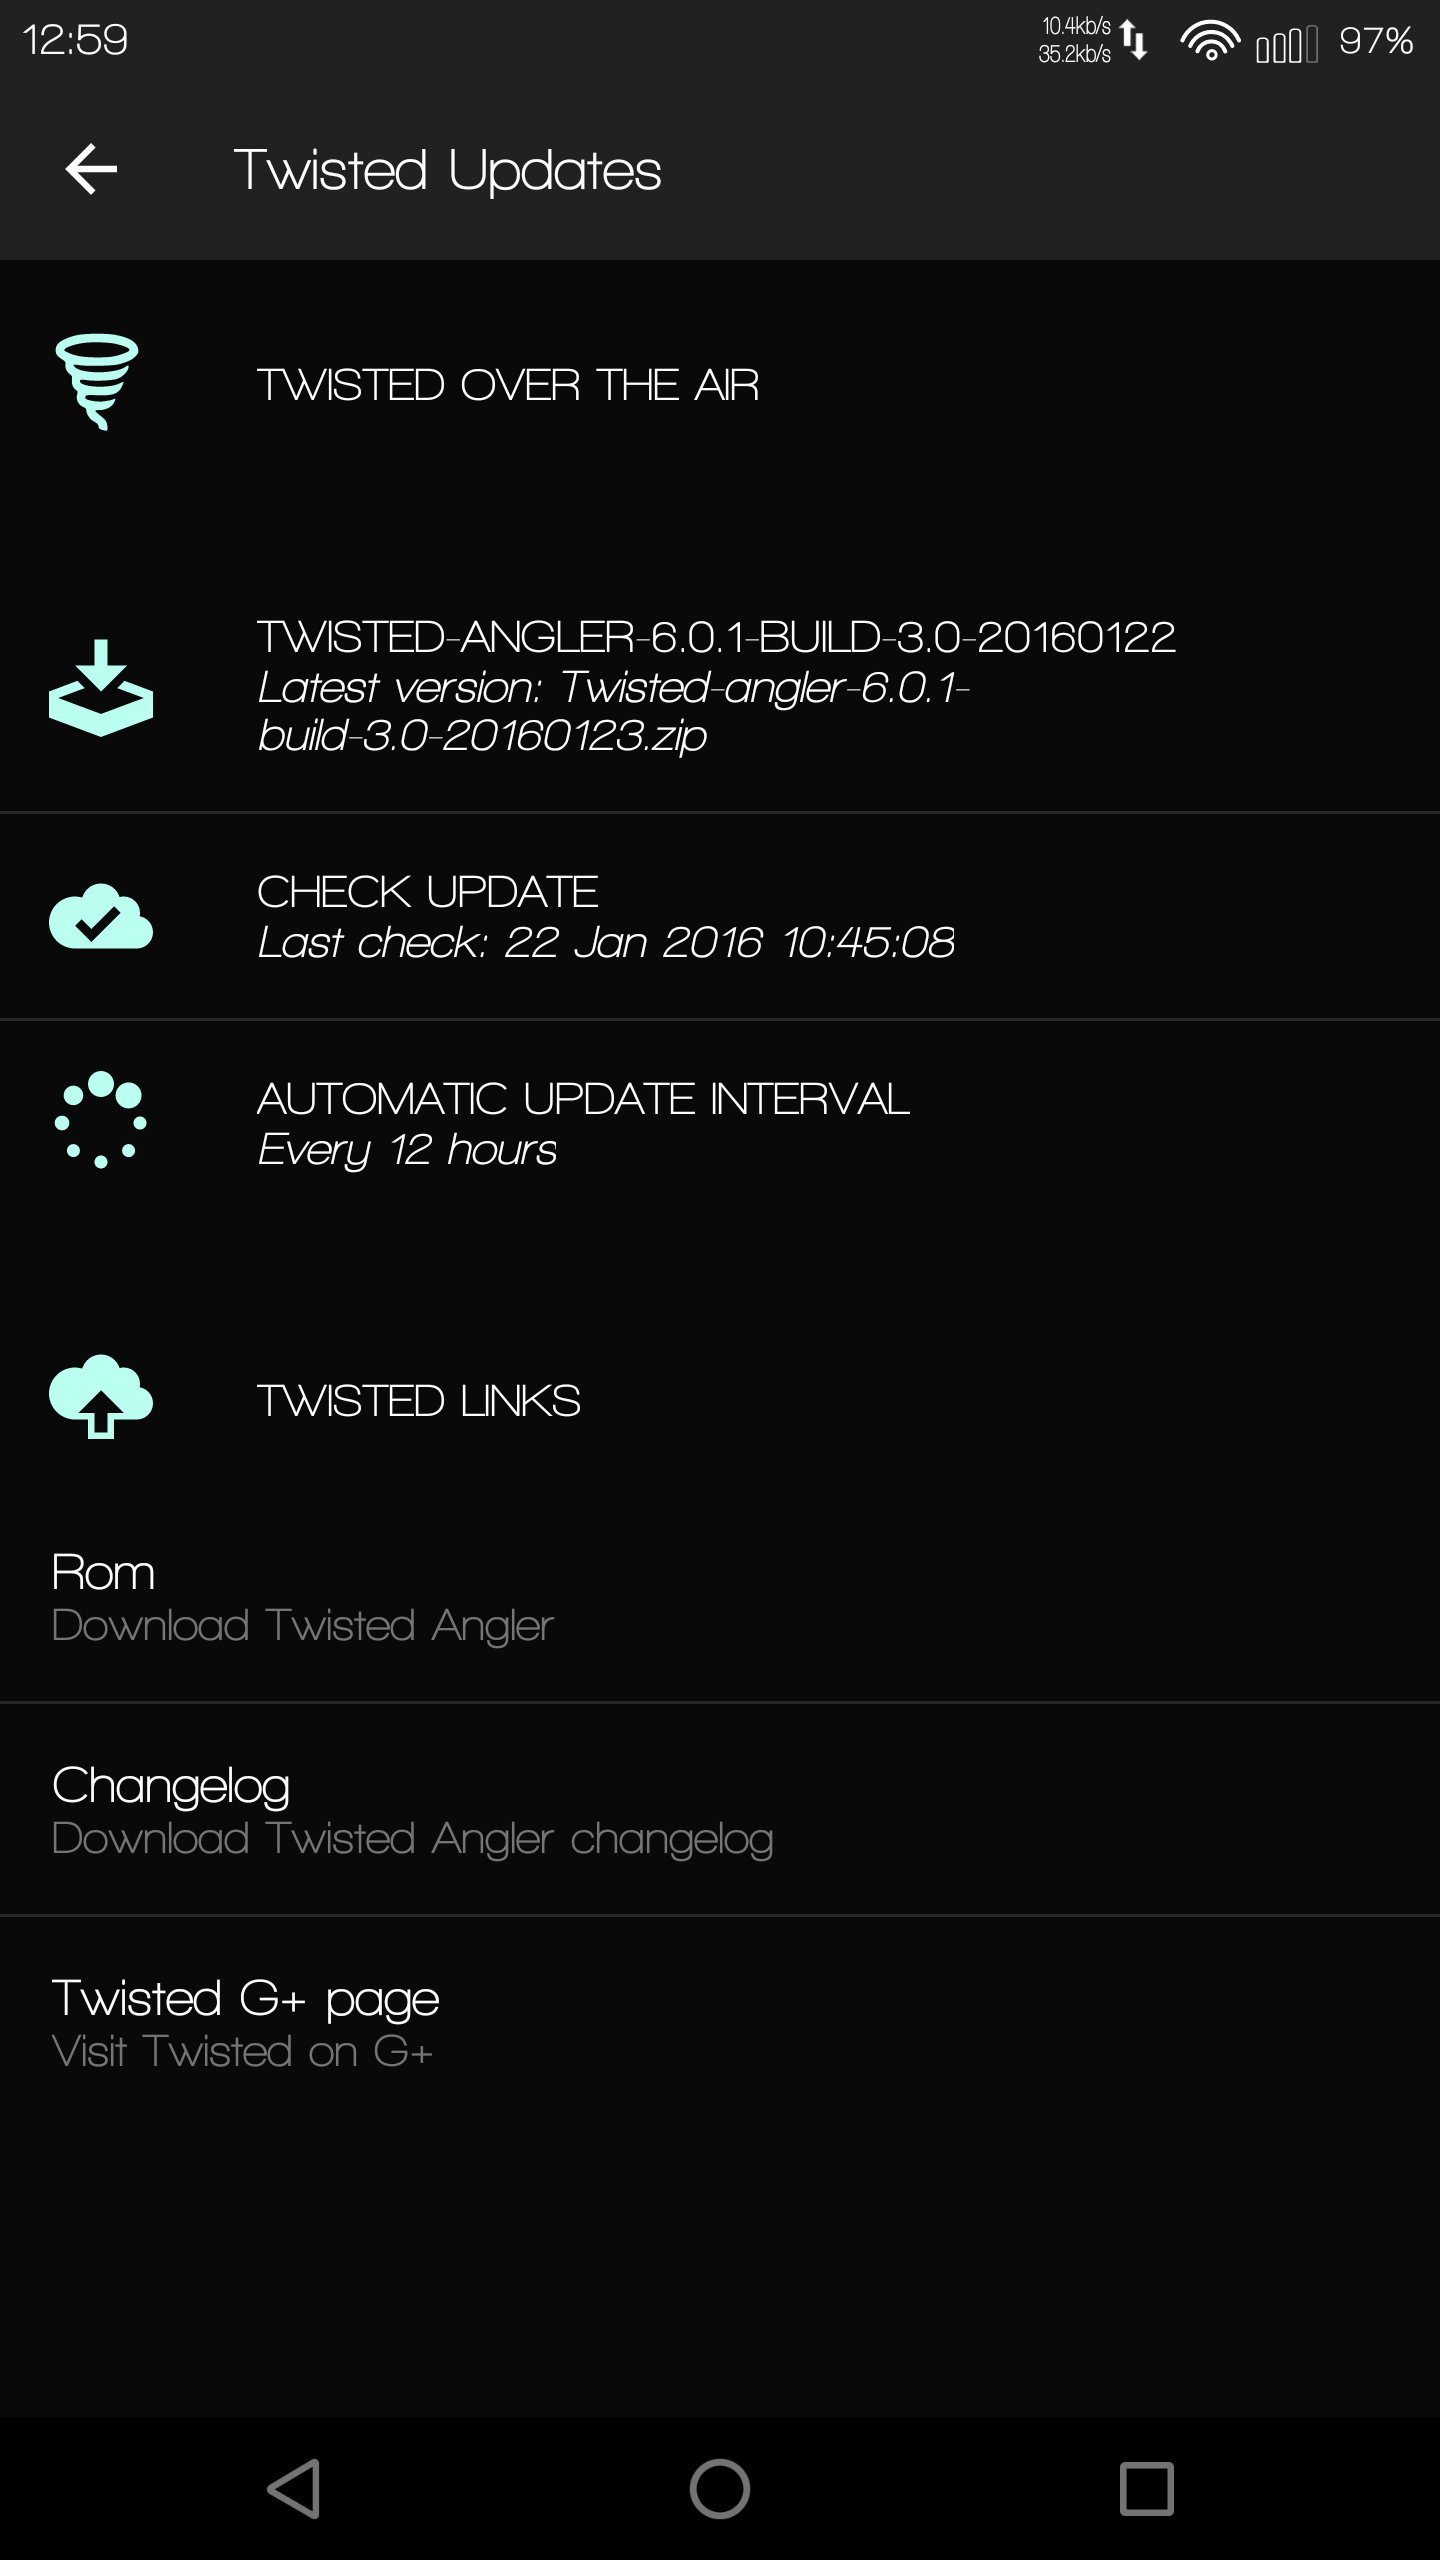 12:59
10.4kb/s
35.2kb/s
97%
Twisted Updates
TWISTED OVER THE AIR
TWISTED-ANGLER-6.0.1-BUILD-3.0-20160122
Latest version: Twisted-angler-6.0.1-
build-3.0-20160123.zip
CHECK UPDATE
Last check: 22 Jan 2016 10:45:08
AUTOMATIC UPDATE INTERVAL
Every 12 hours
TWISTED LINKS
Rom
Download Twisted Angler
Changelog
Download Twisted Angler changelog
Twisted G+ page
Visit Twisted on G+